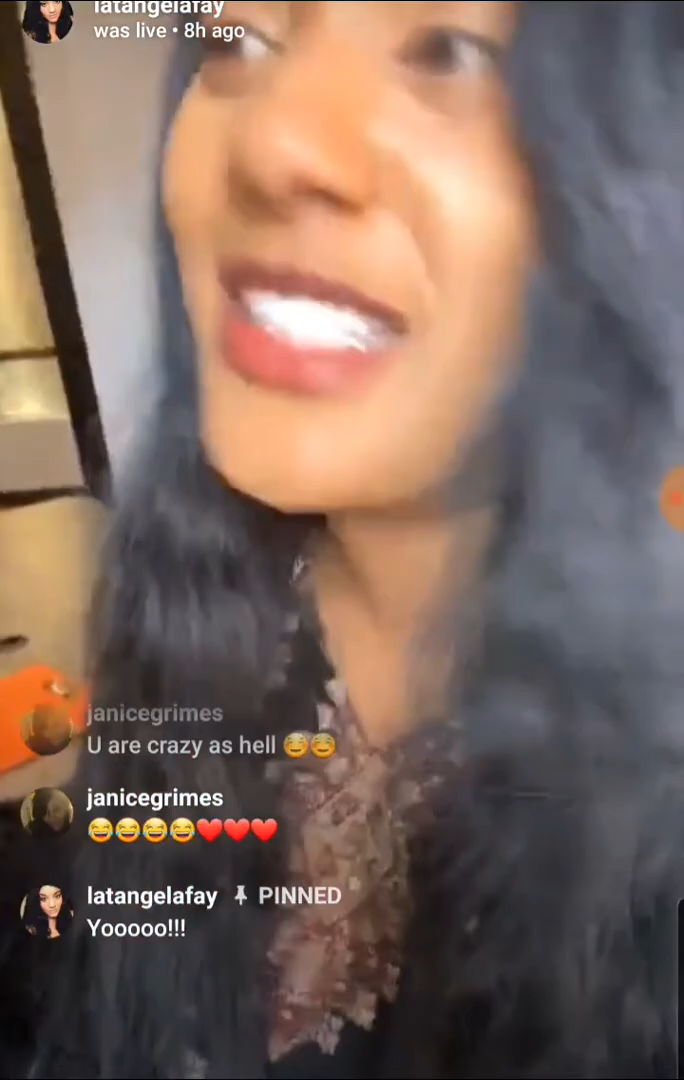 latangelafay
was live • 8h ago
janicegrimes
U are crazy as hell 😂😂
janicegrimes
😂😂😂😂❤️❤️❤️
latangelafay 📌 PINNED
Yooooo!!!